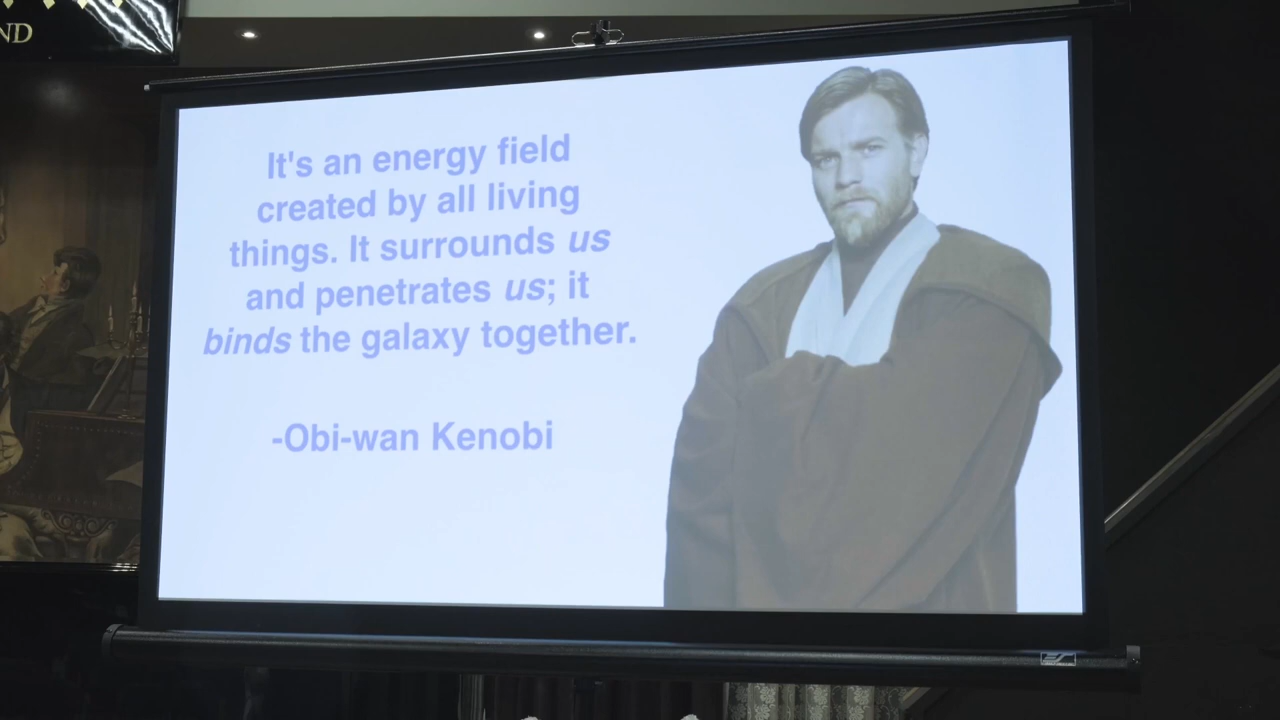 ND
It's an energy field
created by all living
things. It surrounds us
and penetrates us; it
binds the galaxy together.
-Obi-wan Kenobi